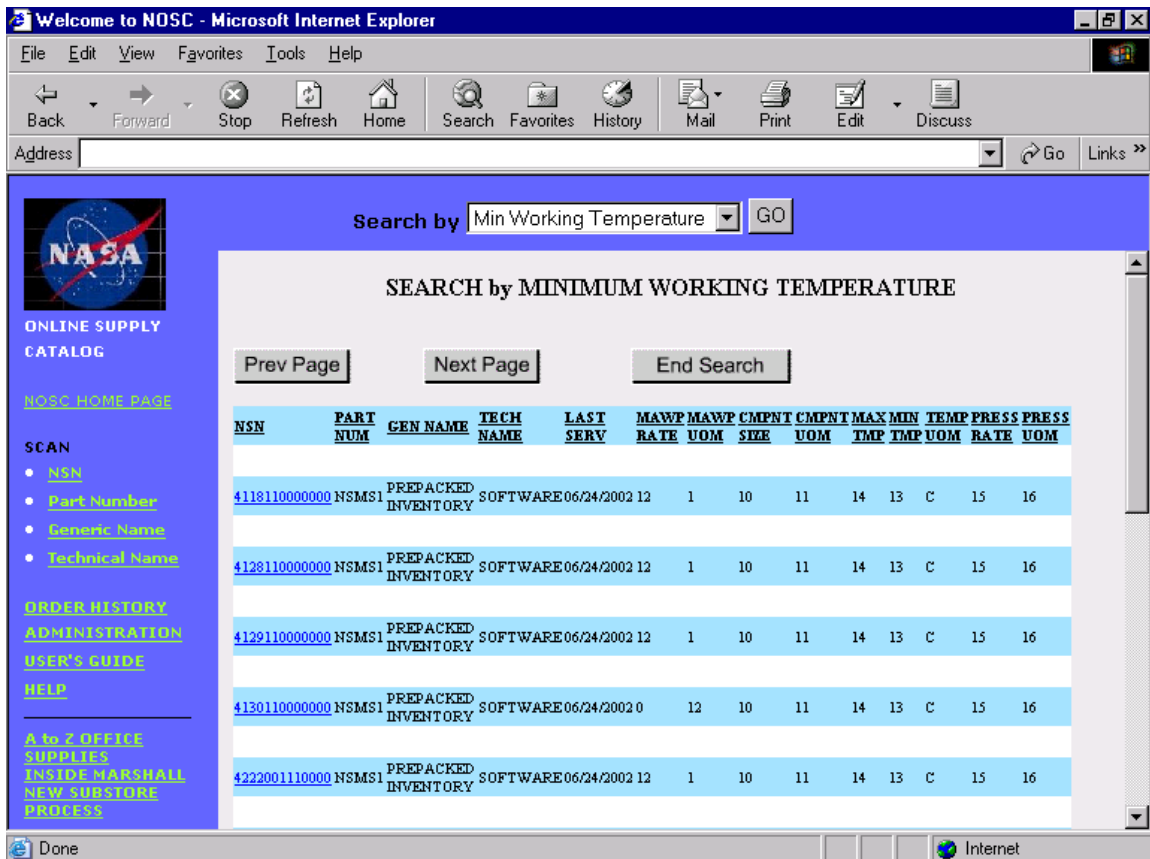 Welcome to NOSC - Microsoft Internet Explorer
File Edit View Favorites Tools Help
Back Forward Stop Refresh Home Search Favorites History Mail Print Edit Discuss
Address Go Links »
NASA
ONLINE SUPPLY
CATALOG
NOSC HOME PAGE
SCAN
• NSN
• Part Number
• Generic Name
• Technical Name
ORDER HISTORY
ADMINISTRATION
USER'S GUIDE
HELP
A to Z OFFICE
SUPPLIES
INSIDE MARSHALL
NEW SUBSTORE
PROCESS
Search by Min Working Temperature GO
SEARCH by MINIMUM WORKING TEMPERATURE
Prev Page Next Page End Search
NSN PART NUM GEN NAME TECH NAME LAST SERV MAWP RATE MAWP UOM CMPNT SIZE CMPNT UOM MAX TMP MIN TMP TEMP UOM PRESS RATE PRESS UOM
4118110000000 NSMS1 PREPACKED INVENTORY SOFTWARE 06/24/2002 12 1 10 11 14 13 C 15 16
4128110000000 NSMS1 PREPACKED INVENTORY SOFTWARE 06/24/2002 12 1 10 11 14 13 C 15 16
4129110000000 NSMS1 PREPACKED INVENTORY SOFTWARE 06/24/2002 12 1 10 11 14 13 C 15 16
4130110000000 NSMS1 PREPACKED INVENTORY SOFTWARE 06/24/2002 0 12 10 11 14 13 C 15 16
4222001110000 NSMS1 PREPACKED INVENTORY SOFTWARE 06/24/2002 12 1 10 11 14 13 C 15 16
Done Internet